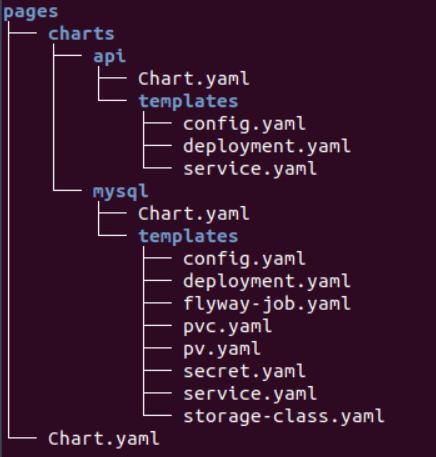 pages
charts
api
Chart.yaml
templates
config.yaml
deployment.yaml
service.yaml
mysql
Chart.yaml
templates
config.yaml
deployment.yaml
flyway-job.yaml
pvc.yaml
pv.yaml
secret.yaml
service.yaml
storage-class.yaml
Chart.yaml